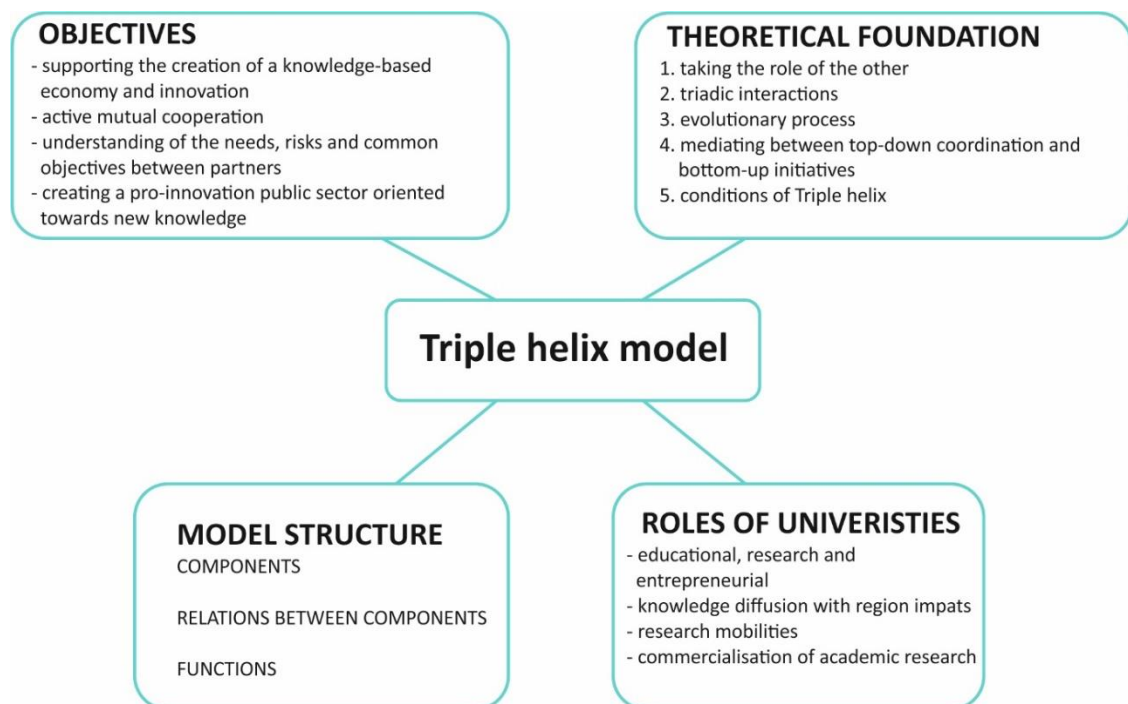 OBJECTIVES
- supporting the creation of a knowledge-based
economy and innovation
- active mutual cooperation
- understanding of the needs, risks and common
objectives between partners
- creating a pro-innovation public sector oriented
towards new knowledge
THEORETICAL FOUNDATION
1. taking the role of the other
2. triadic interactions
3. evolutionary process
4. mediating between top-down coordination and
bottom-up initiatives
5. conditions of Triple helix
Triple helix model
MODEL STRUCTURE
COMPONENTS
RELATIONS BETWEEN COMPONENTS
FUNCTIONS
ROLES OF UNIVERISTIES
- educational, research and
entrepreneurial
- knowledge diffusion with region impats
- research mobilities
- commercialisation of academic research